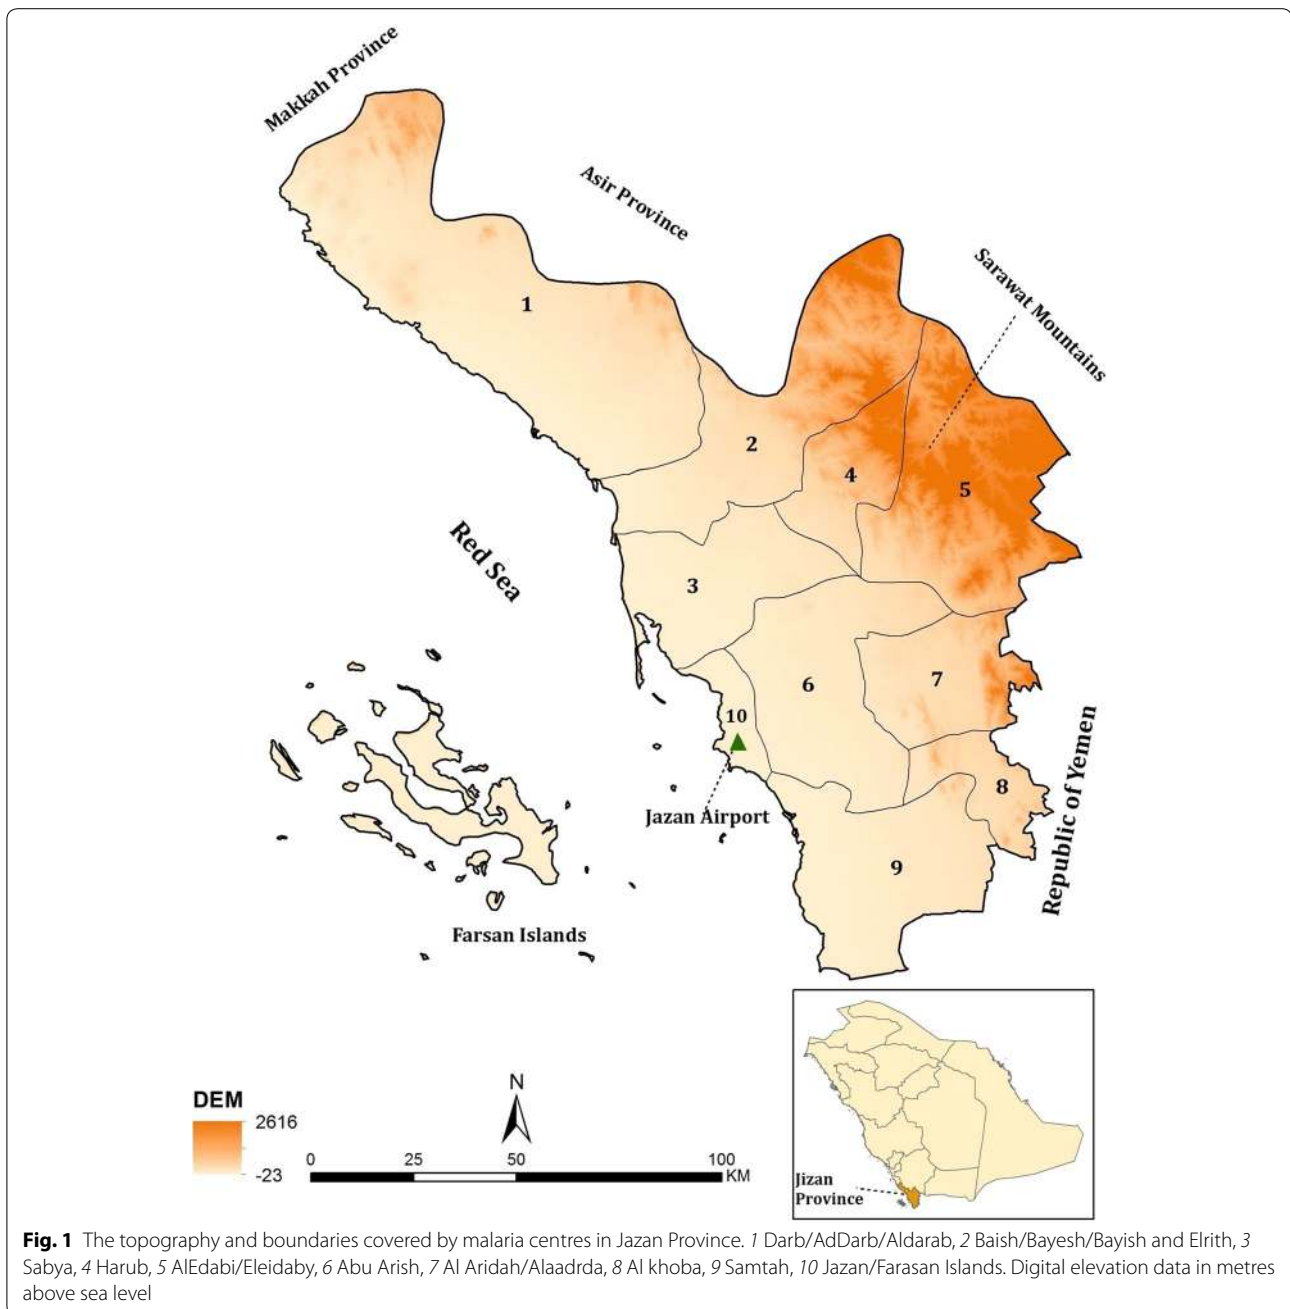 Makkah Province
Asir Province
Sarawat Mountains
1
2
4
5
Red Sea
3
6
7
10
Republic of Yemen
8
Jazan Airport
9
Farsan Islands
N
DEM
2616
-23
0 25 50 100
KM
Jizan
Province
Fig. 1 The topography and boundaries covered by malaria centres in Jazan Province. 1 Darb/AdDarb/Aldarab, 2 Baish/Bayesh/Bayish and Elrith, 3
Sabya, 4 Harub, 5 AlEdabi/Eleidaby, 6 Abu Arish, 7 Al Aridah/Alaadrda, 8 Al khoba, 9 Samtah, 10 Jazan/Farasan Islands. Digital elevation data in metres
above sea level